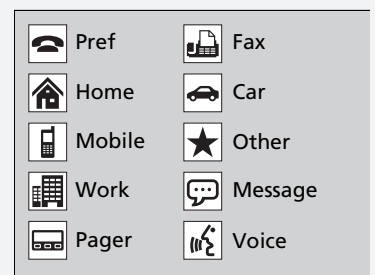 Pref
Fax
Home
Car
Mobile
Other
Work
Message
Pager
Voice